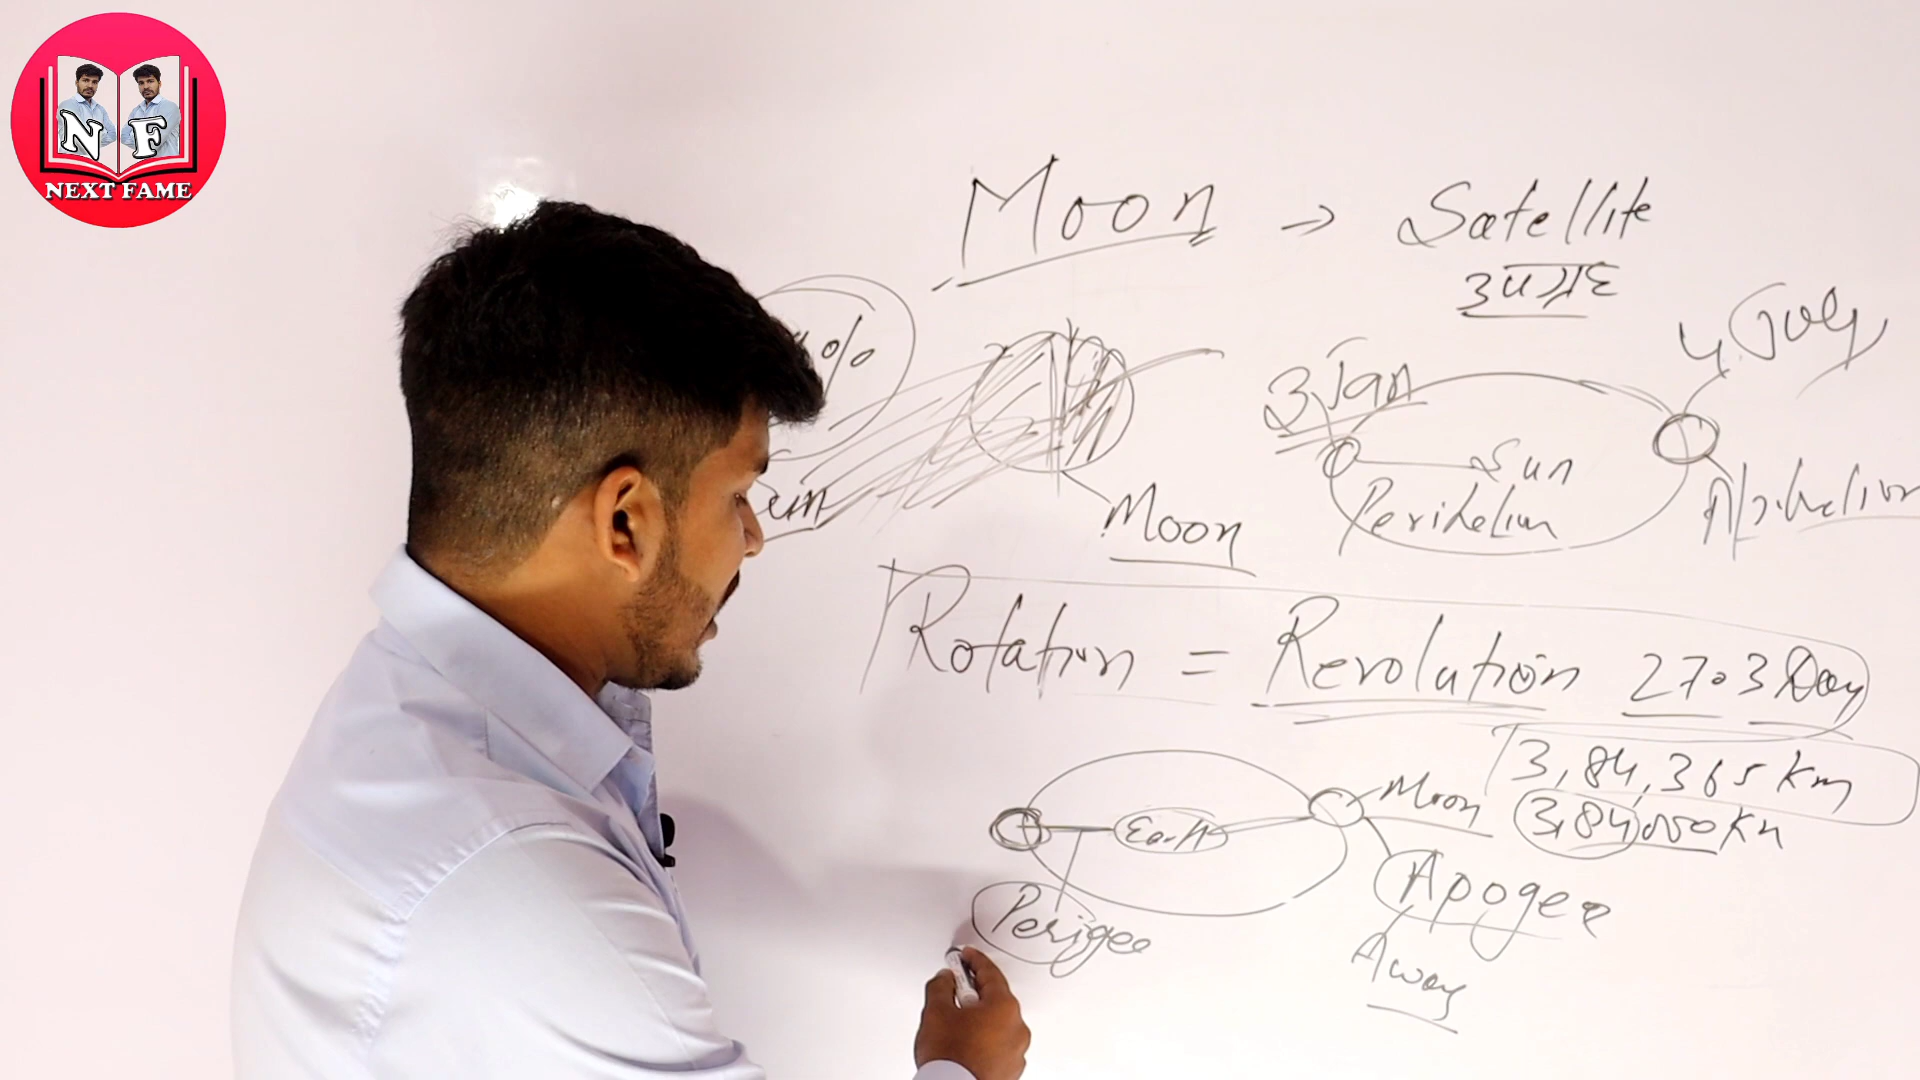 N F
NEXT FAME
Moon → Satellite
उपग्रह
3 Jan
4 July
Sun
Perihelion
Aphelion
Moon
Rotation = Revolution 27.3 Day
3,84,365 Km
3,84,000 Km
Moon
Earth
Perigee
Apogee
Away